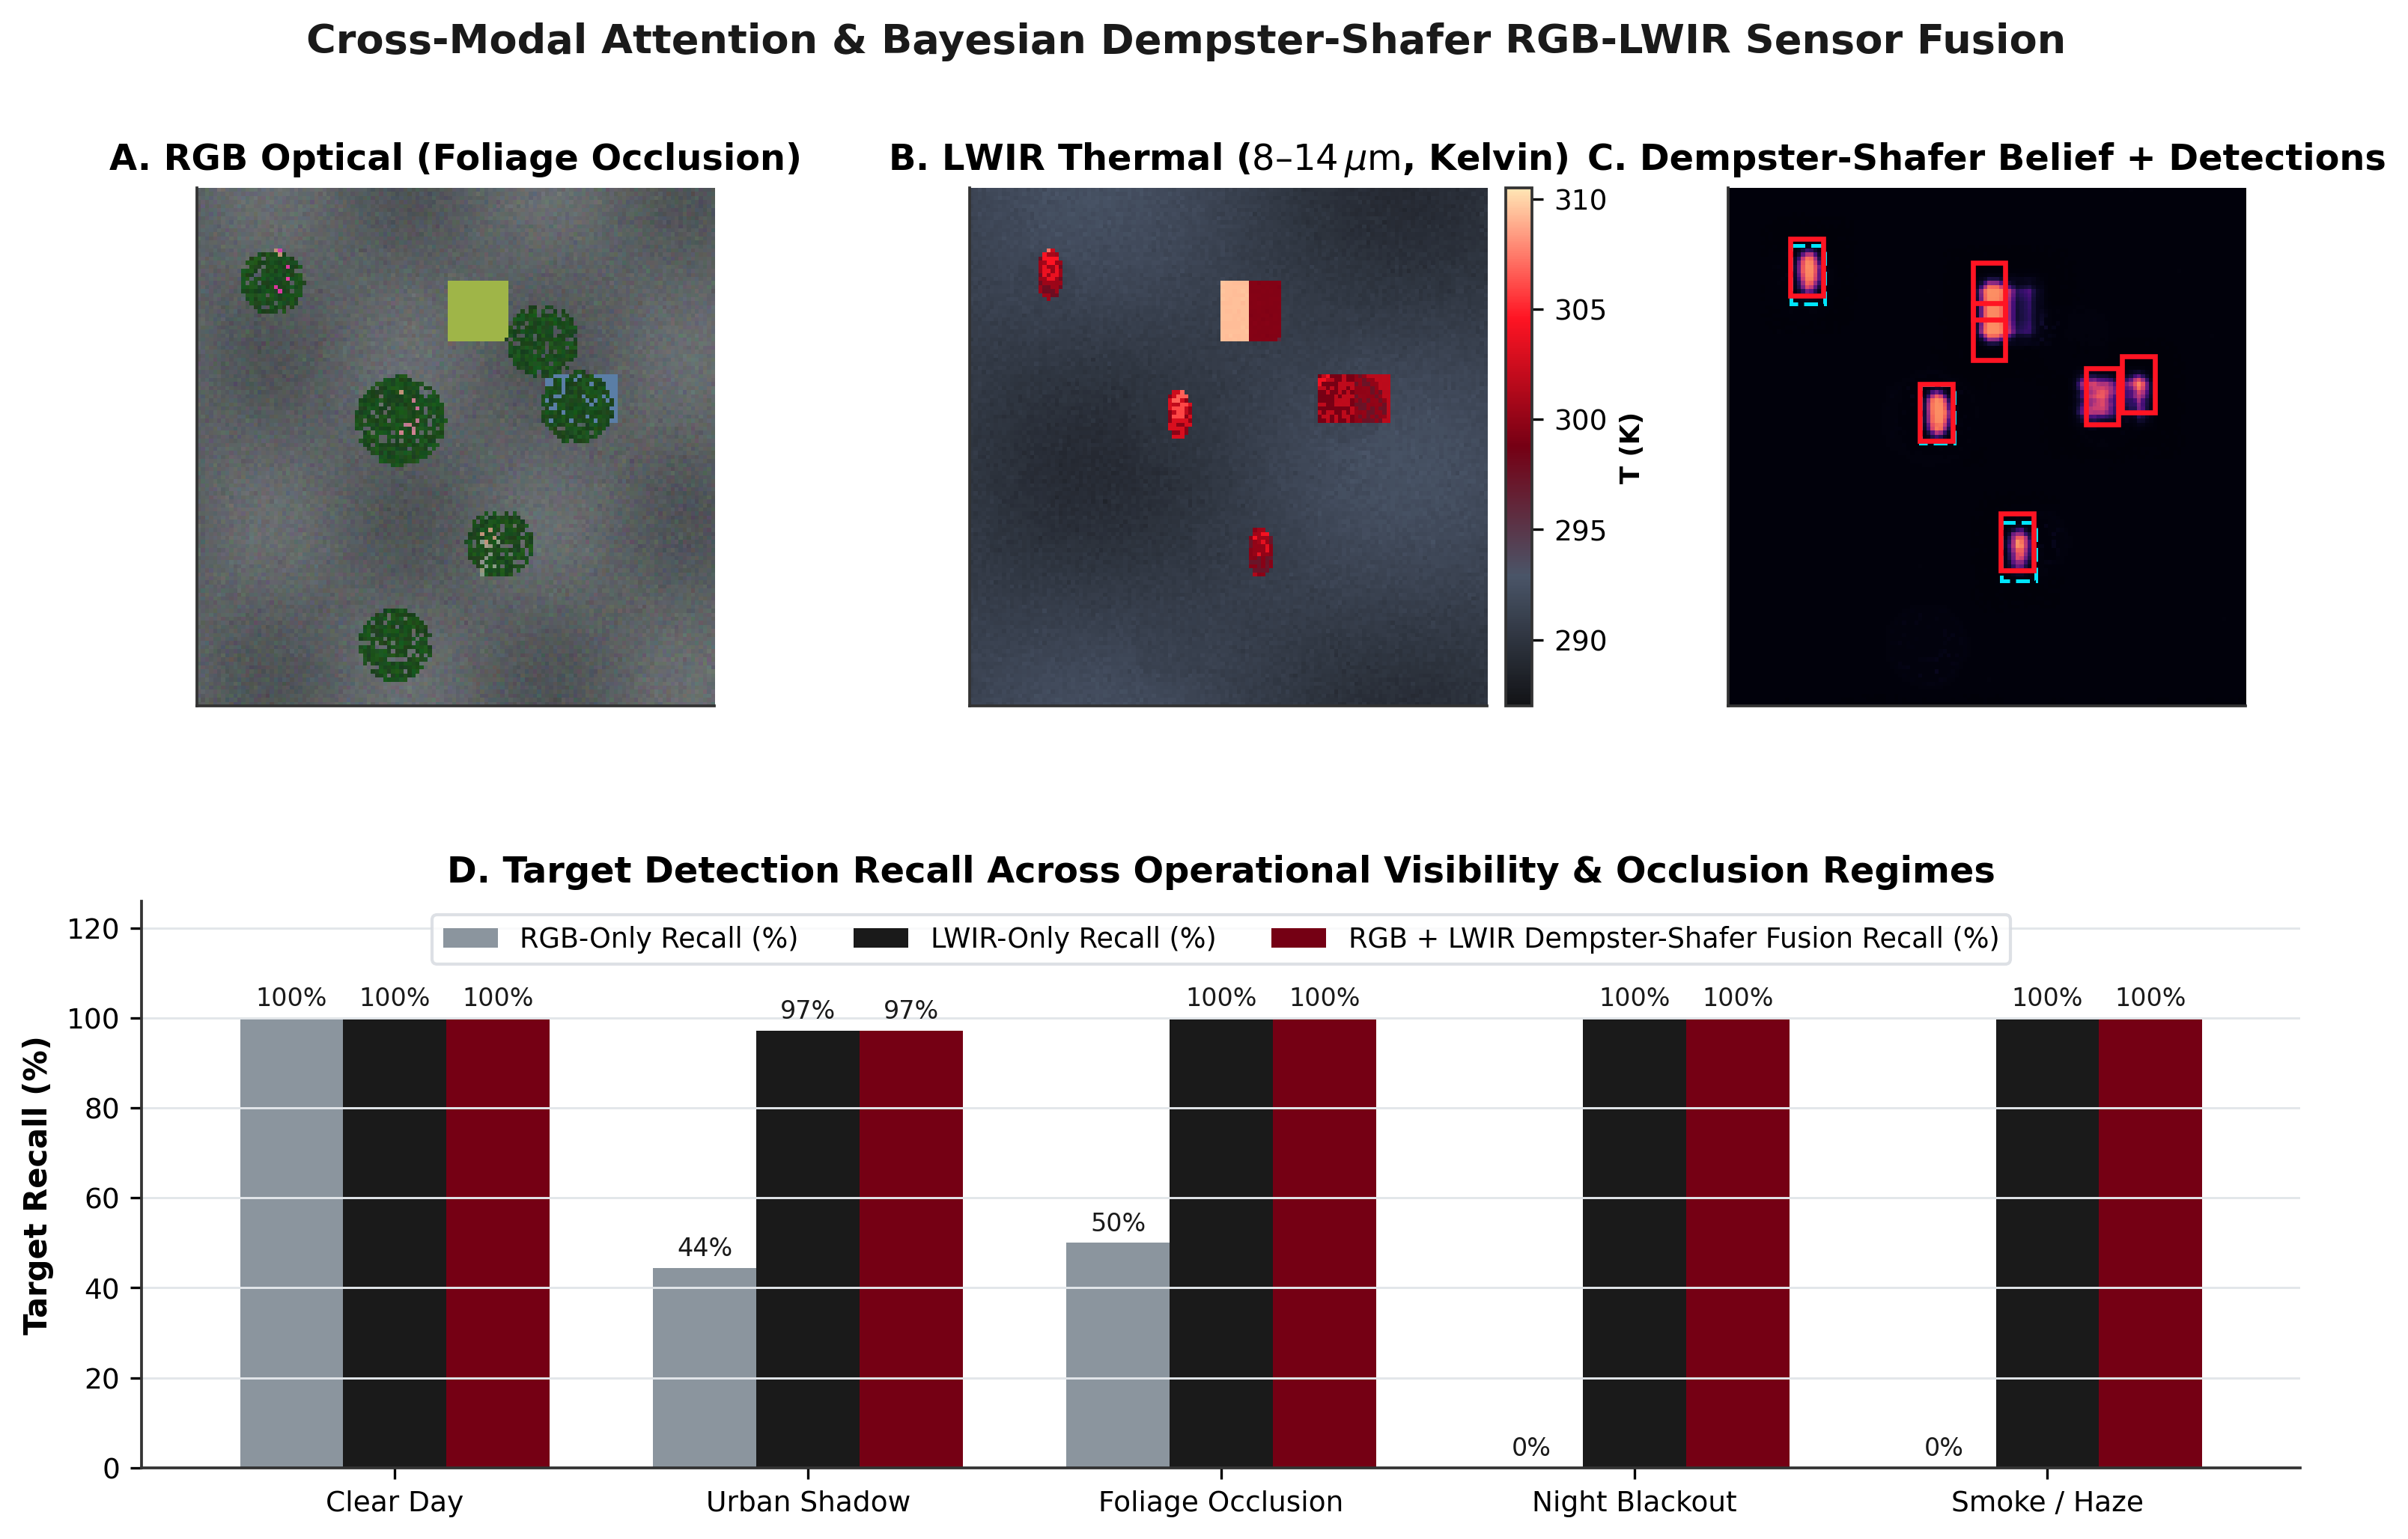 Cross-Modal Attention & Bayesian Dempster-Shafer RGB-LWIR Sensor Fusion
A. RGB Optical (Foliage Occlusion)
B. LWIR Thermal (8–14 μm, Kelvin)
C. Dempster-Shafer Belief + Detections
310
305
300
295
290
T (K)
D. Target Detection Recall Across Operational Visibility & Occlusion Regimes
RGB-Only Recall (%)
LWIR-Only Recall (%)
RGB + LWIR Dempster-Shafer Fusion Recall (%)
Target Recall (%)
120
100
80
60
40
20
0
100% 100% 100%
44% 97% 97%
50% 100% 100%
0% 100% 100%
0% 100% 100%
Clear Day
Urban Shadow
Foliage Occlusion
Night Blackout
Smoke / Haze